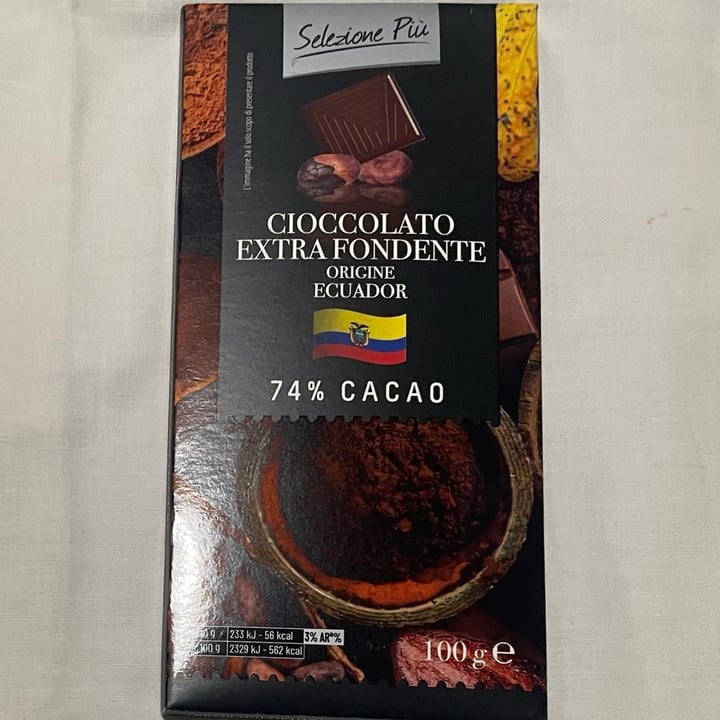 Selezione Più
L'immagine ha il solo scopo di presentare il prodotto
CIOCCOLATO
EXTRA FONDENTE
ORIGINE
ECUADOR
74% CACAO
g 233 kJ - 56 kcal 3% AR*%
100 g 2329 kJ - 562 kcal
100 g e